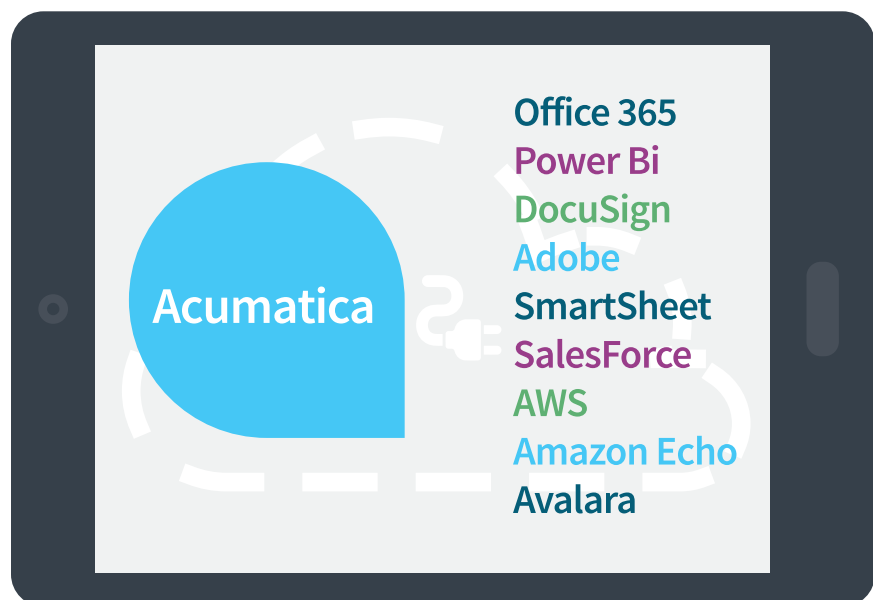 Acumatica
Office 365
Power Bi
DocuSign
Adobe
SmartSheet
SalesForce
AWS
Amazon Echo
Avalara